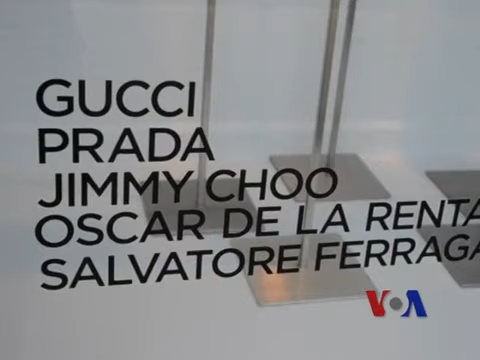 GUCCI
PRADA
JIMMY CHOO
OSCAR DE LA RENTA
SALVATORE FERRAGA
VOA